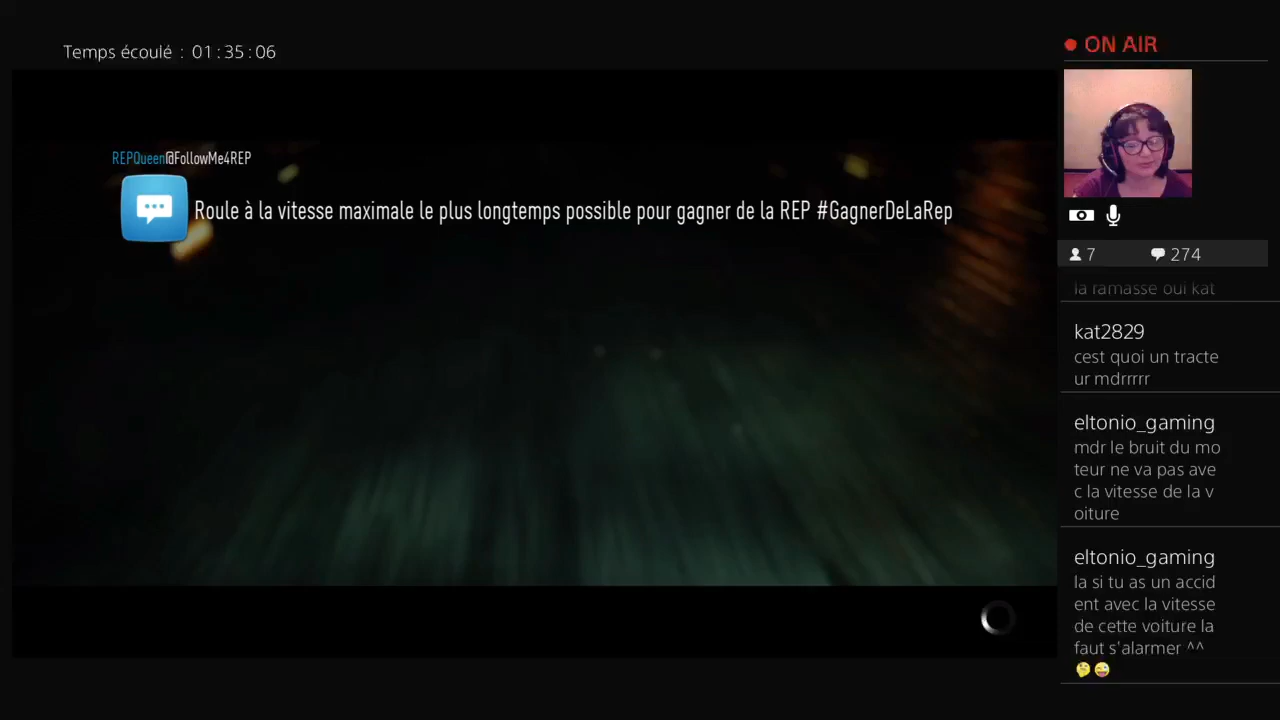 Temps écoulé : 01:35:06
REPQueen@FollowMe4REP
Roule à la vitesse maximale le plus longtemps possible pour gagner de la REP #GagnerDeLaRep
ON AIR
7 274
la ramasse oui kat
kat2829
cest quoi un tracte
ur mdrrrrr
eltonio_gaming
mdr le bruit du mo
teur ne va pas ave
c la vitesse de la v
oiture
eltonio_gaming
la si tu as un accid
ent avec la vitesse
de cette voiture la
faut s'alarmer ^^
🤔😜